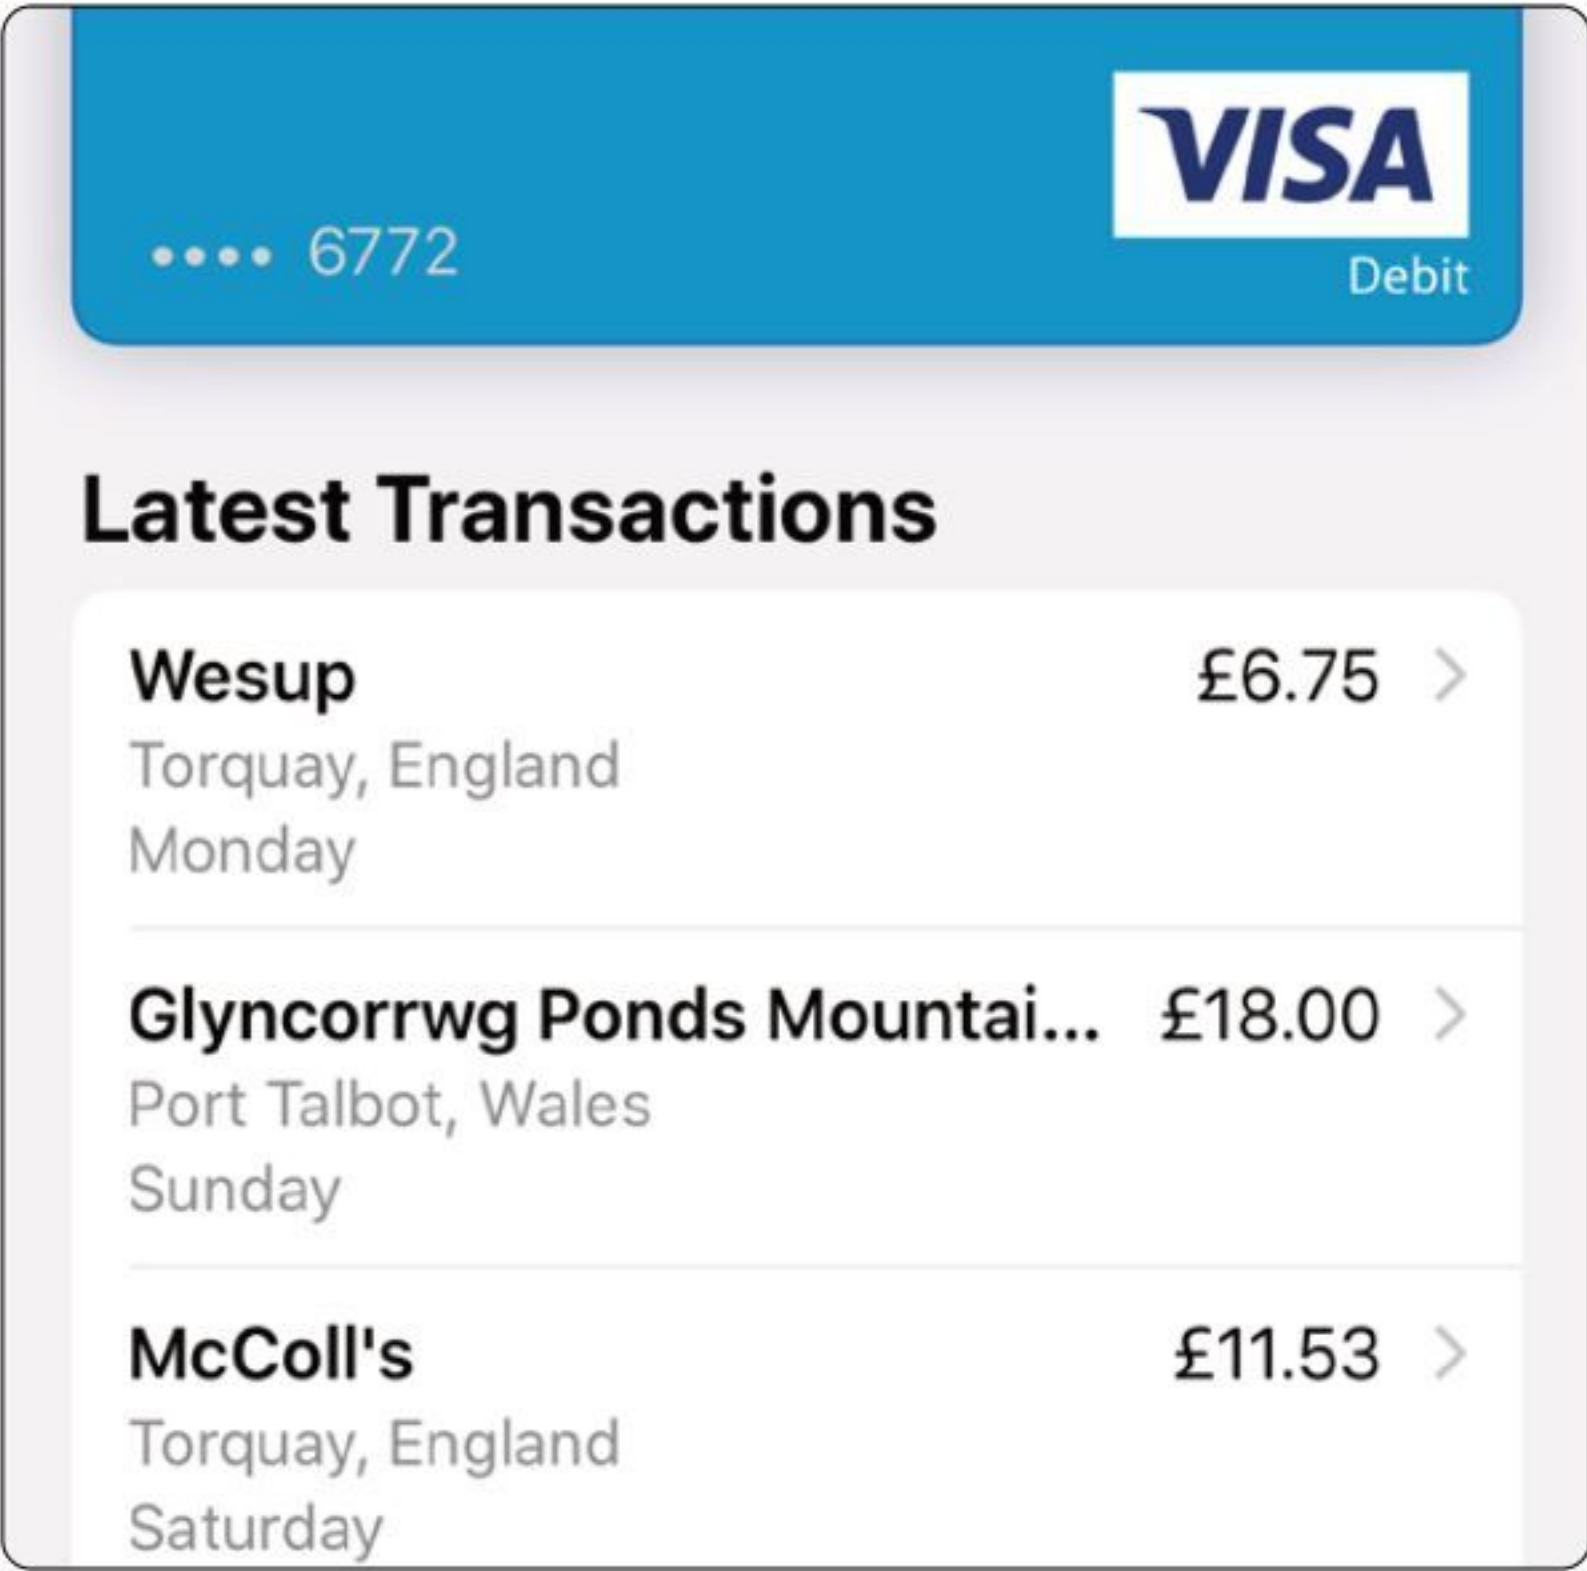 VISA
•••• 6772
Debit
Latest Transactions
Wesup £6.75
Torquay, England
Monday
Glyncorrwg Ponds Mountai... £18.00
Port Talbot, Wales
Sunday
McColl's £11.53
Torquay, England
Saturday